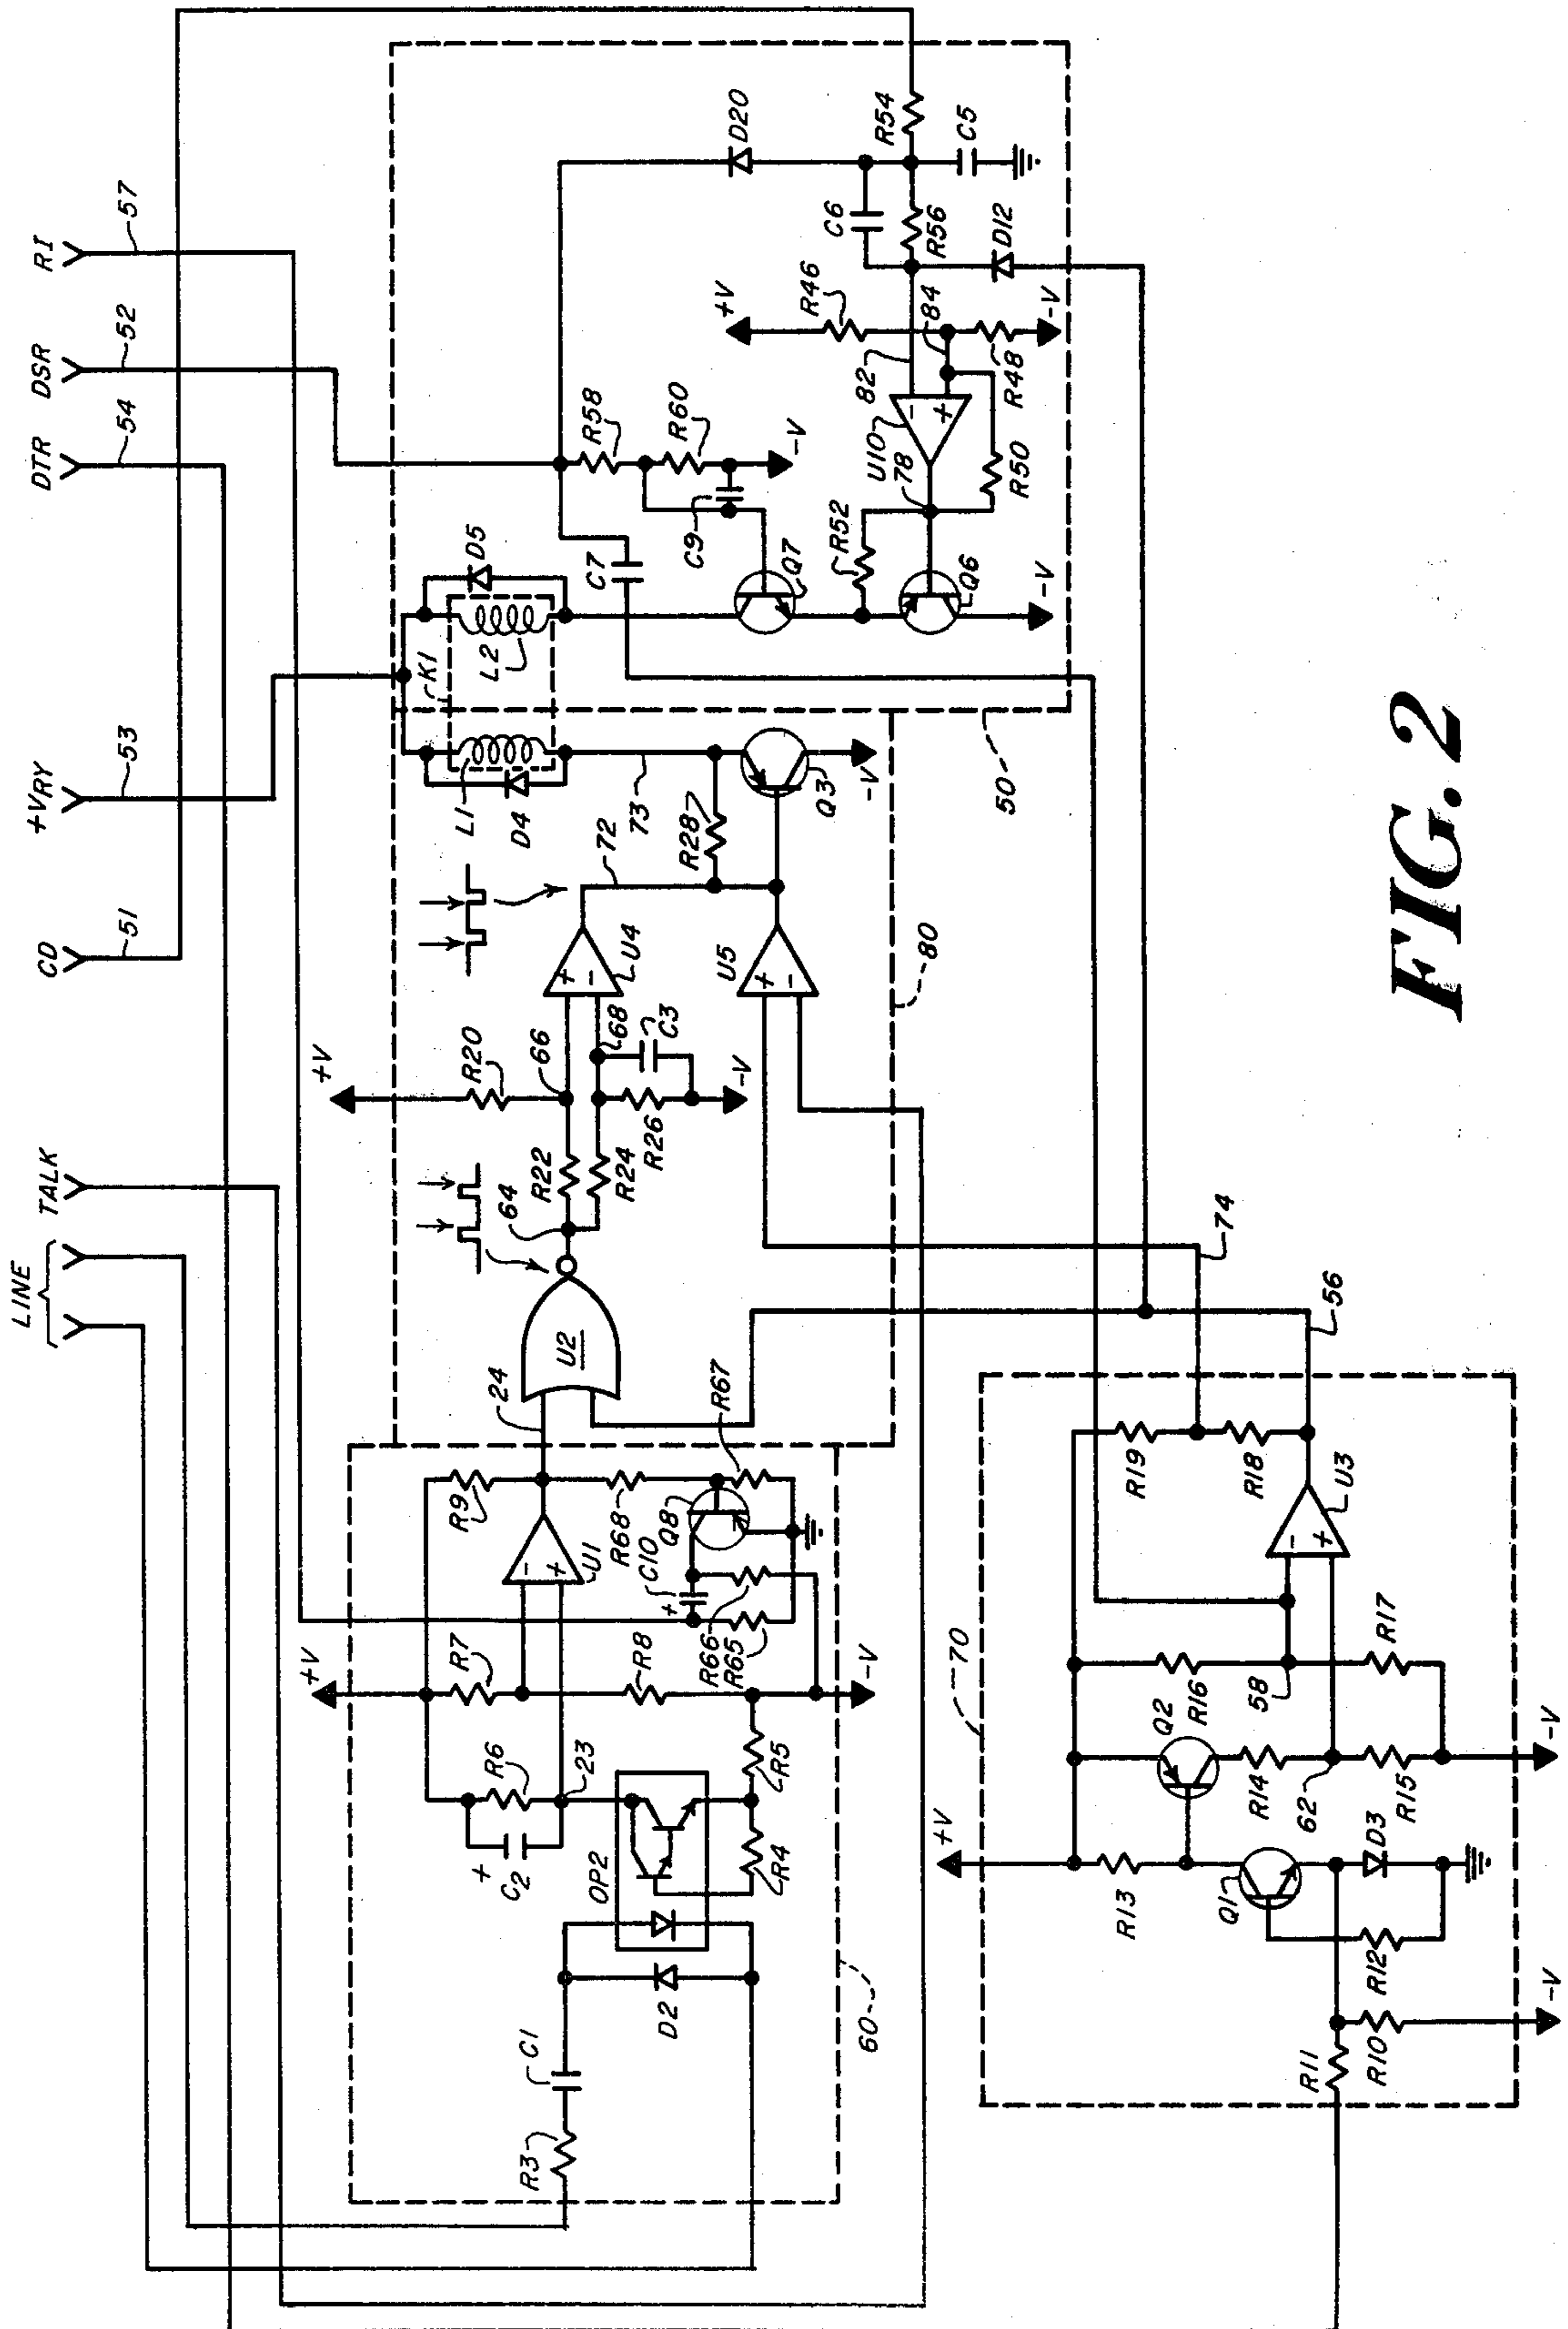 LINE
TALK
CD
+VRY
DTR
DSR
RI
51
53
54
52
57
FIG. 2
R3
C1
D2
OP2
C2
+
R6
23
R4
R5
+V
R7
R8
-V
U1
-
+
R9
24
R68
C10
+
Q8
R66
R65
R67
60
U2
64
R22
R24
66
R20
+V
68
R26
C3
-V
U4
+
-
72
U5
+
-
R28
73
Q3
-V
L1
D4
K1
L2
D5
80
50
C7
Q7
C9
R58
R60
-V
R52
Q6
-V
78
U10
R50
-
+
82
84
+V
R46
R48
-V
D12
R56
C6
D20
R54
C5
70
+V
R13
Q1
R11
R10
-V
R12
D3
Q2
R14
62
R15
-V
R16
58
R17
U3
-
+
R19
R18
74
56